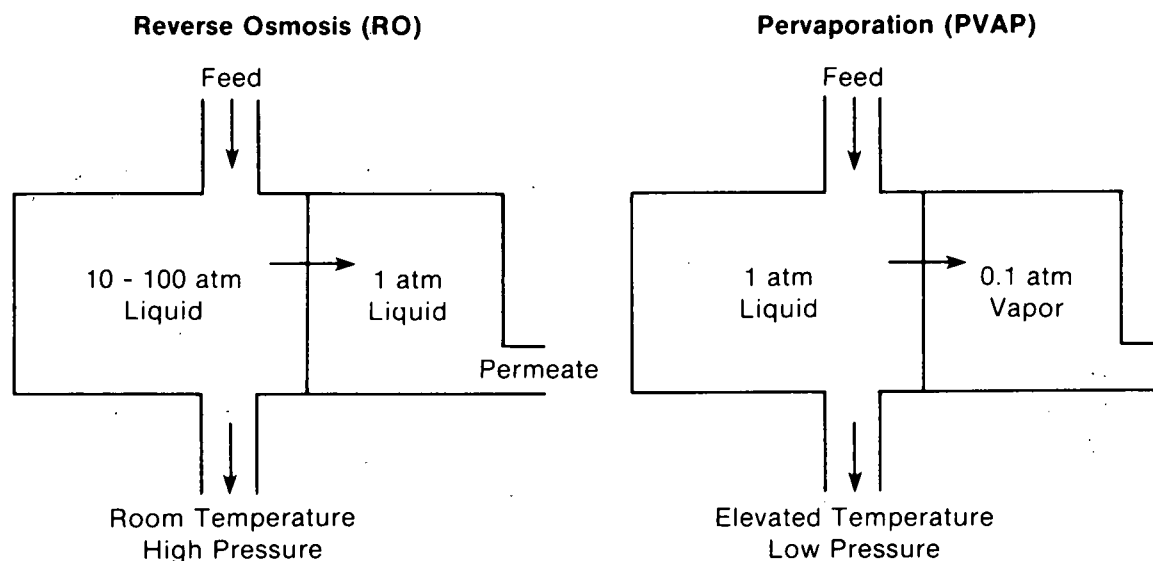 Reverse Osmosis (RO)
Feed
10 - 100 atm
Liquid
1 atm
Liquid
Permeate
Room Temperature
High Pressure
Pervaporation (PVAP)
Feed
1 atm
Liquid
0.1 atm
Vapor
Elevated Temperature
Low Pressure